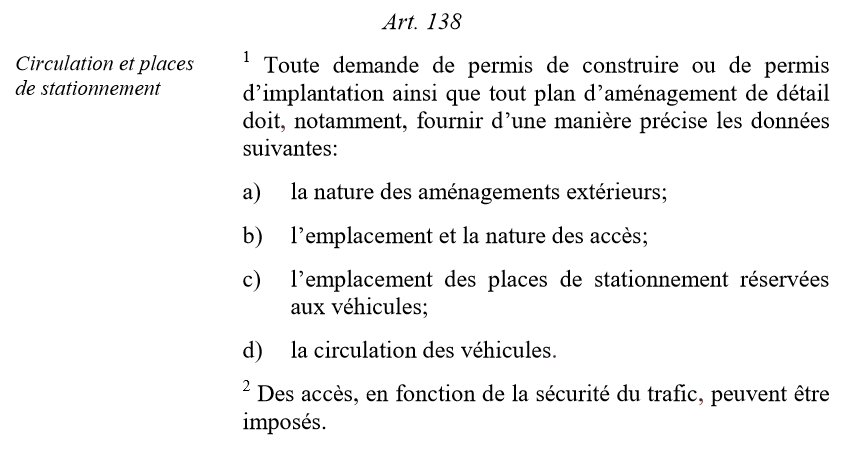 Art. 138
Circulation et places
de stationnement
¹ Toute demande de permis de construire ou de permis
d’implantation ainsi que tout plan d’aménagement de détail
doit, notamment, fournir d’une manière précise les données
suivantes:
a) la nature des aménagements extérieurs;
b) l’emplacement et la nature des accès;
c) l’emplacement des places de stationnement réservées
aux véhicules;
d) la circulation des véhicules.
² Des accès, en fonction de la sécurité du trafic, peuvent être
imposés.